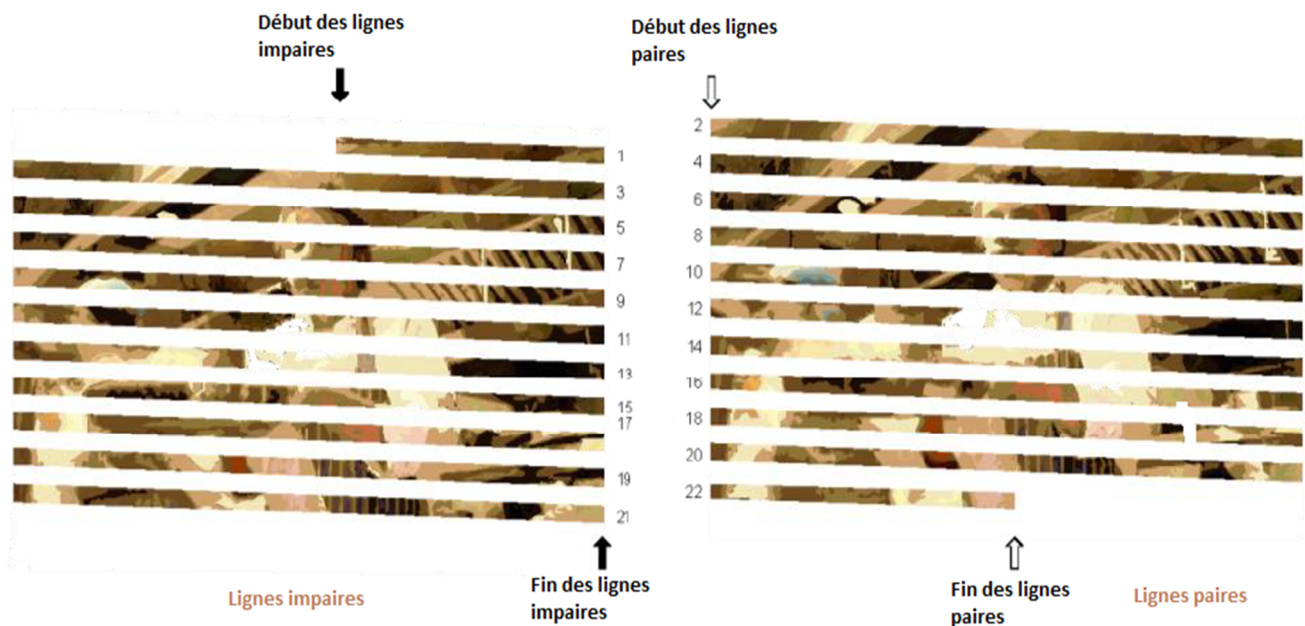 Début des lignes
impaires
Début des lignes
paires
1
3
5
7
9
11
13
15
17
19
21
2
4
6
8
10
12
14
16
18
20
22
Lignes impaires
Fin des lignes
impaires
Fin des lignes
paires
Lignes paires